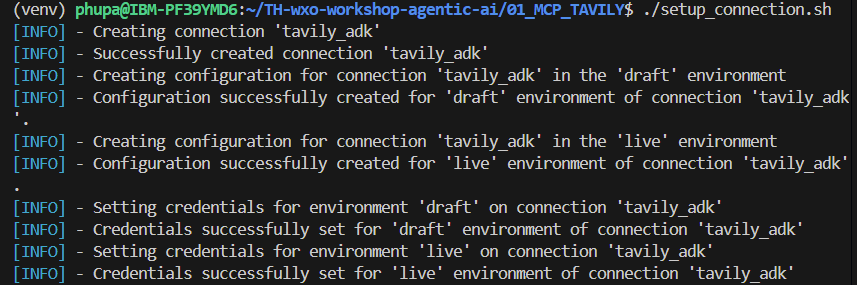 (venv) phupa@IBM-PF39YMD6:~/TH-wxo-workshop-agentic-ai/01_MCP_TAVILY$ ./setup_connection.sh
[INFO] - Creating connection 'tavily_adk'
[INFO] - Successfully created connection 'tavily_adk'
[INFO] - Creating configuration for connection 'tavily_adk' in the 'draft' environment
[INFO] - Configuration successfully created for 'draft' environment of connection 'tavily_adk
'.
[INFO] - Creating configuration for connection 'tavily_adk' in the 'live' environment
[INFO] - Configuration successfully created for 'live' environment of connection 'tavily_adk'
.
[INFO] - Setting credentials for environment 'draft' on connection 'tavily_adk'
[INFO] - Credentials successfully set for 'draft' environment of connection 'tavily_adk'
[INFO] - Setting credentials for environment 'live' on connection 'tavily_adk'
[INFO] - Credentials successfully set for 'live' environment of connection 'tavily_adk'